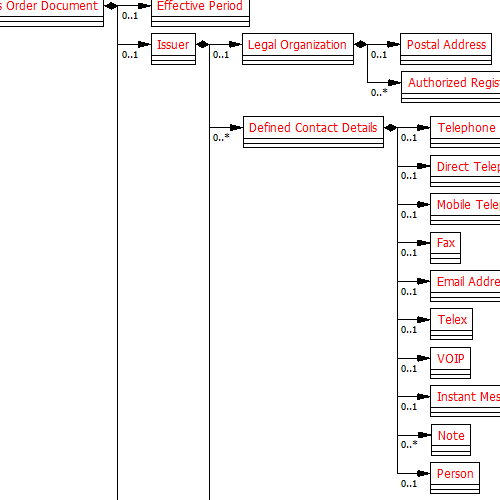 s Order Document
Effective Period
0..1
Issuer
Legal Organization
Postal Address
0..1
0..1
0..1
Authorized Regist
0..*
Defined Contact Details
Telephone
0..*
0..1
Direct Telep
0..1
Mobile Tele
0..1
Fax
0..1
Email Addre
0..1
Telex
0..1
VOIP
0..1
Instant Mes
0..1
Note
0..*
Person
0..1